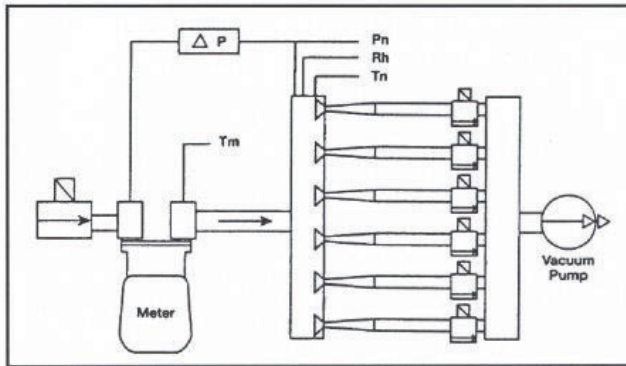 Δ P
Pn
Rh
Tn
Tm
Meter
Vacuum
Pump